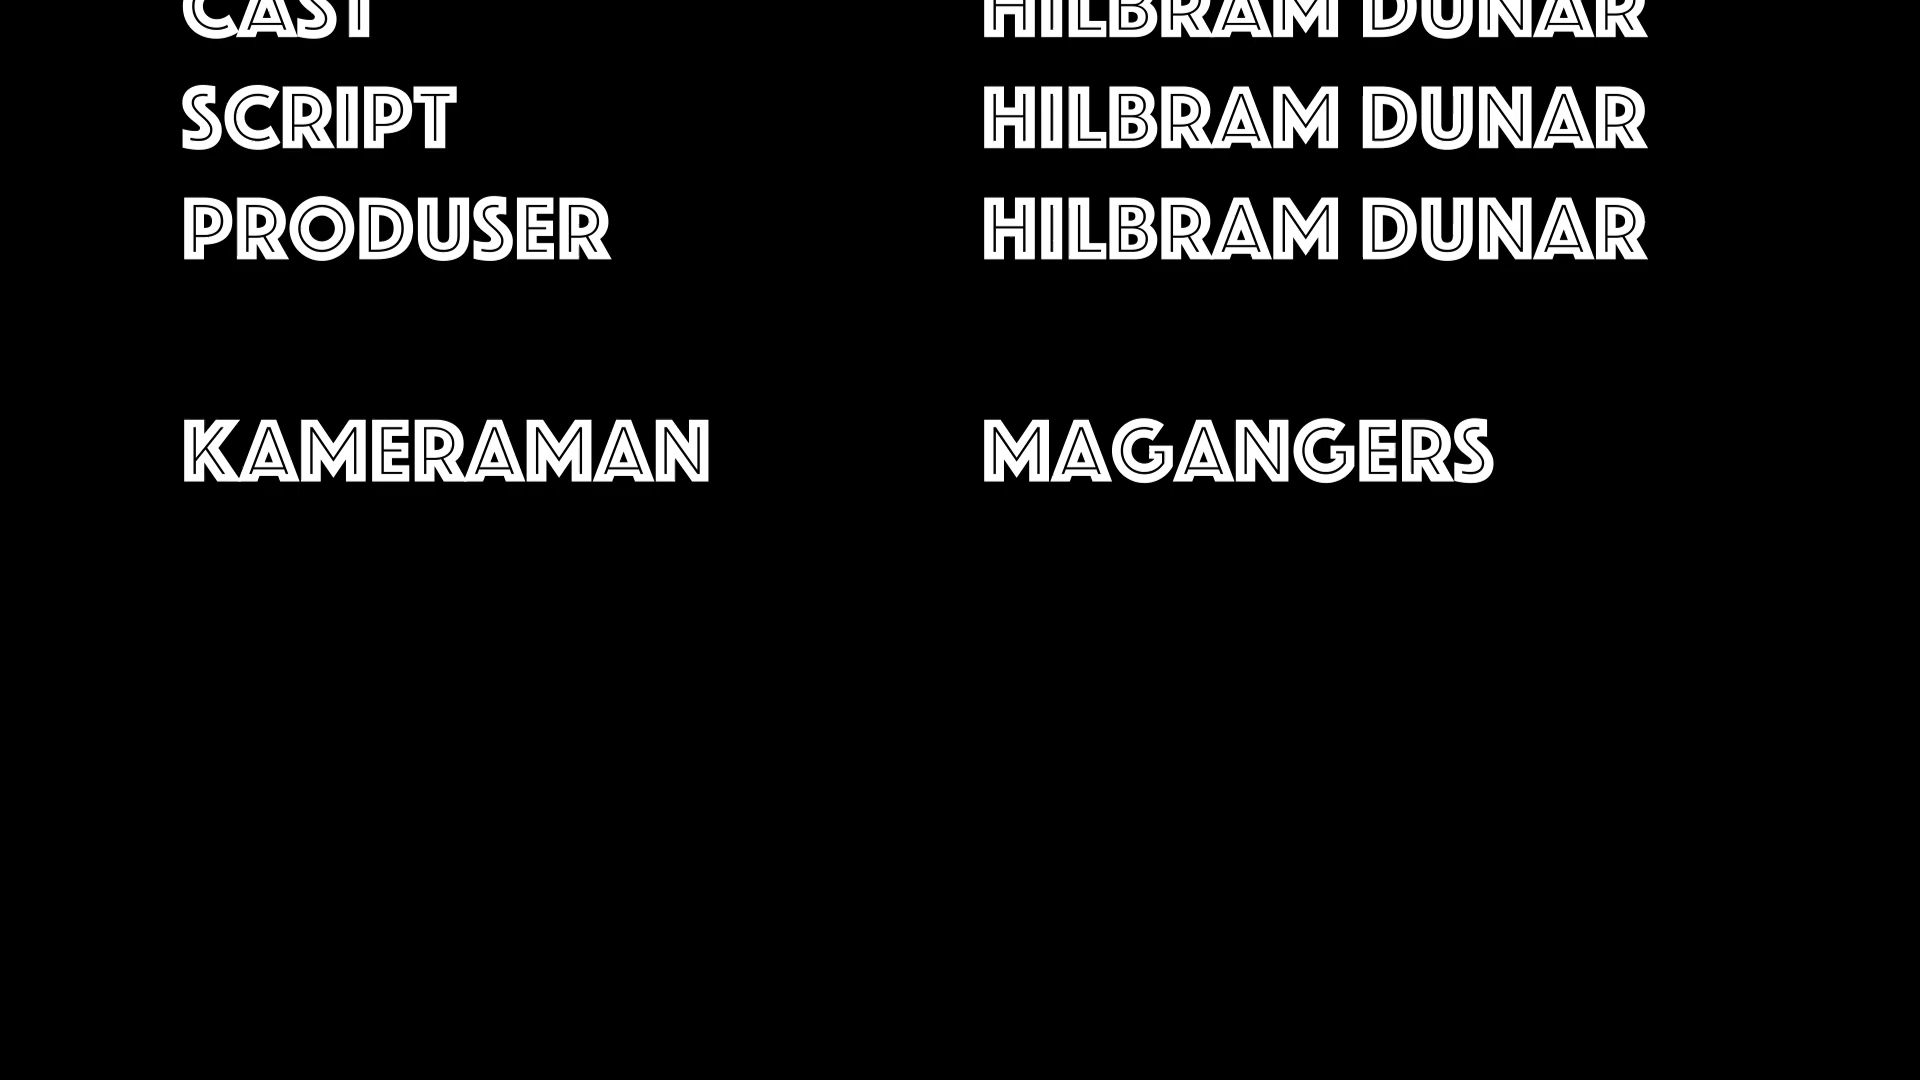 CAST HILBRAM DUNAR
SCRIPT HILBRAM DUNAR
PRODUSER HILBRAM DUNAR
KAMERAMAN MAGANGERS